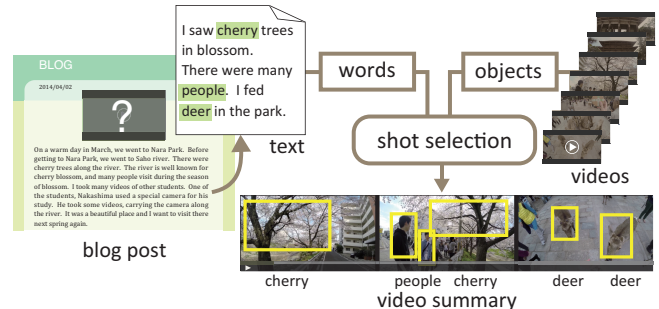 BLOG
2014/04/02
?
On a warm day in March, we went to Nara Park. Before
getting to Nara Park, we went to Saho river. There were
cherry trees along the river. The river is well known for
cherry blossom, and many people visit during the season
of blossom. I took many videos of other students. One of
the students, Nakashima used a special camera for his
study. He took some videos, carrying the camera along
the river. It was a beautiful place and I want to visit there
next spring again.
blog post
I saw cherry trees
in blossom.
There were many
people. I fed
deer in the park.
text
words
objects
shot selection
videos
cherry
people
cherry
deer
deer
video summary